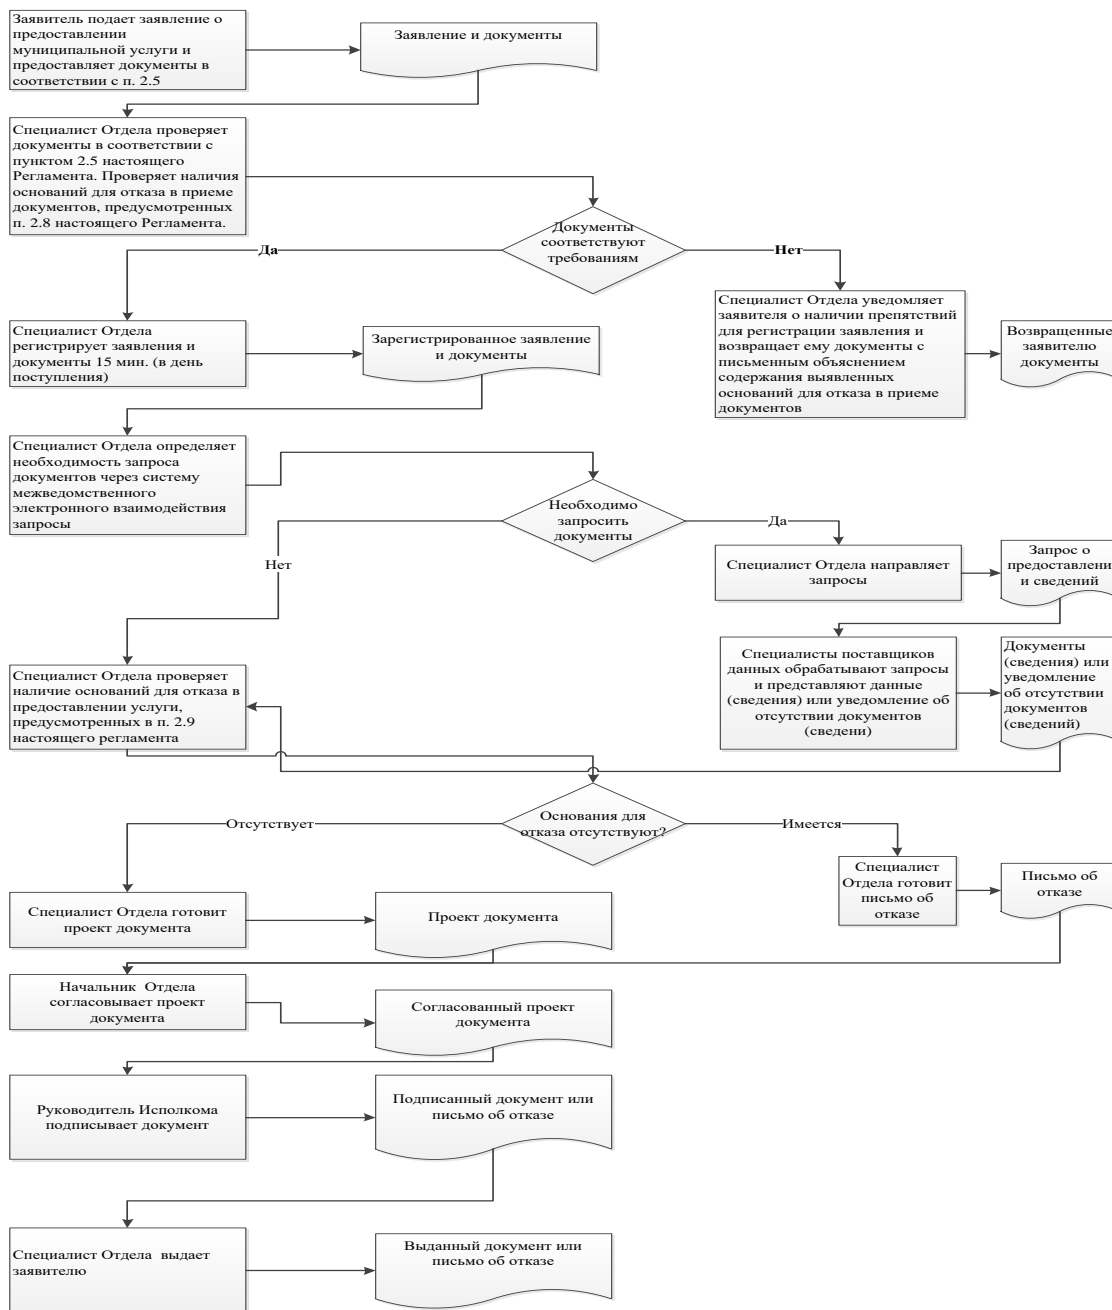 Заявитель подает заявление о
предоставлении
муниципальной услуги и
предоставляет документы в
соответствии с п. 2.5
Заявление и документы
Специалист Отдела проверяет
документы в соответствии с
пунктом 2.5 настоящего
Регламента. Проверяет наличия
оснований для отказа в приеме
документов, предусмотренных
п. 2.8 настоящего Регламента.
Документы
соответствуют
требованиям
Да
Нет
Специалист Отдела
регистрирует заявления и
документы 15 мин. (в день
поступления)
Зарегистрированное заявление
и документы
Специалист Отдела уведомляет
заявителя о наличии препятствий
для регистрации заявления и
возвращает ему документы с
письменным объяснением
содержания выявленных
оснований для отказа в приеме
документов
Возвращенные
заявителю
документы
Специалист Отдела определяет
необходимость запроса
документов через систему
межведомственного
электронного взаимодействия
запросы
Необходимо
запросить
документы
Да
Нет
Специалист Отдела направляет
запросы
Запрос о
предоставлени
и сведений
Специалист Отдела проверяет
наличие оснований для отказа в
предоставлении услуги,
предусмотренных в п. 2.9
настоящего регламента
Специалисты поставщиков
данных обрабатывают запросы
и представляют данные
(сведения) или уведомление об
отсутствии документов
(сведени)
Документы
(сведения) или
уведомление
об отсутствии
документов
(сведений)
Основания для
отказа отсутствуют?
Отсутствует
Имеется
Специалист
Отдела готовит
письмо об
отказе
Письмо об
отказе
Специалист Отдела готовит
проект документа
Проект документа
Начальник  Отдела
согласовывает проект
документа
Согласованный проект
документа
Руководитель Исполкома
подписывает документ
Подписанный документ или
письмо об отказе
Специалист Отдела  выдает
заявителю
Выданный документ или
письмо об отказе